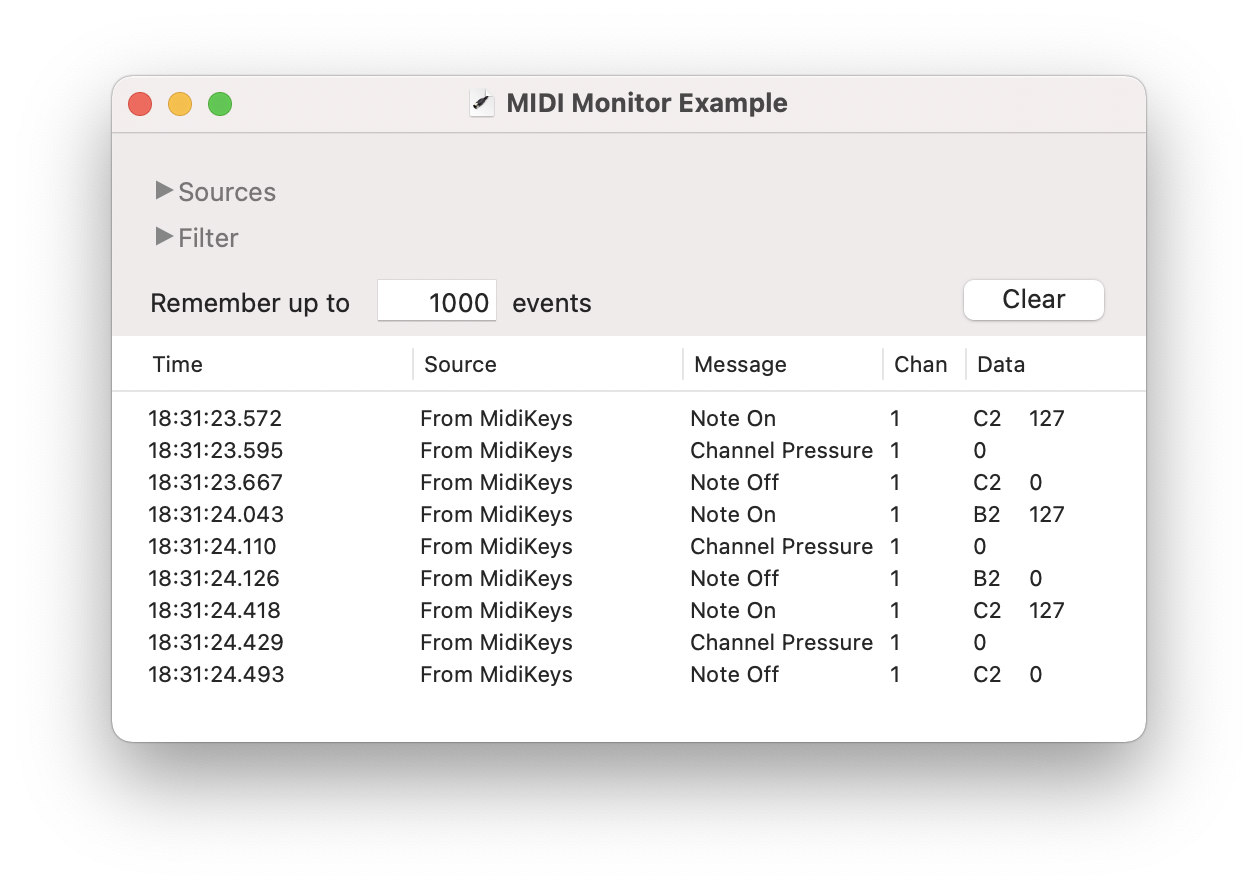 MIDI Monitor Example
Sources
Filter
Remember up to 1000 events Clear
Time Source Message Chan Data
18:31:23.572 From MidiKeys Note On 1 C2 127
18:31:23.595 From MidiKeys Channel Pressure 1 0
18:31:23.667 From MidiKeys Note Off 1 C2 0
18:31:24.043 From MidiKeys Note On 1 B2 127
18:31:24.110 From MidiKeys Channel Pressure 1 0
18:31:24.126 From MidiKeys Note Off 1 B2 0
18:31:24.418 From MidiKeys Note On 1 C2 127
18:31:24.429 From MidiKeys Channel Pressure 1 0
18:31:24.493 From MidiKeys Note Off 1 C2 0